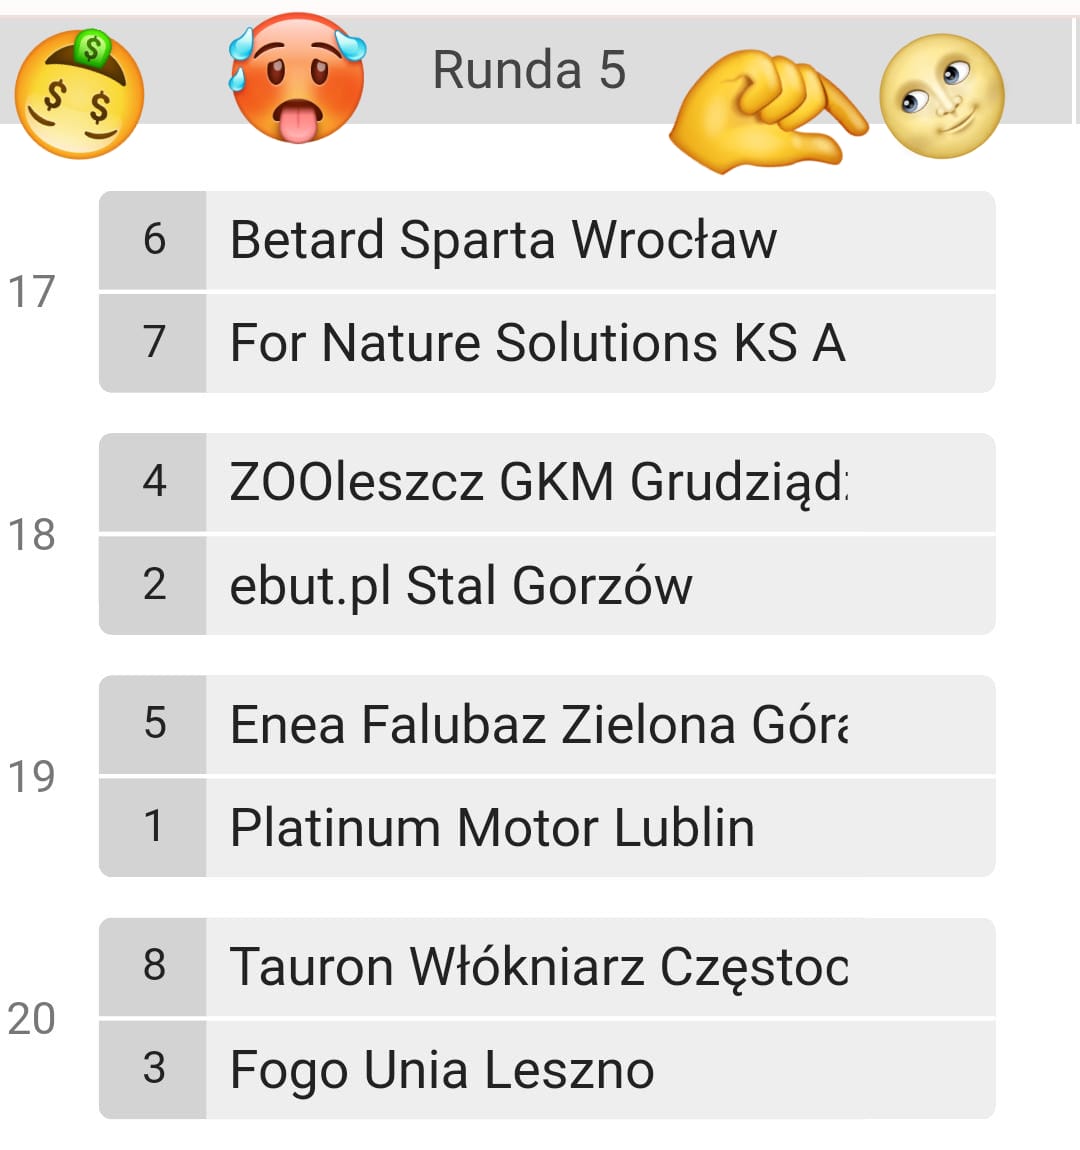 Runda 5
17
6 Betard Sparta Wrocław
7 For Nature Solutions KS A
18
4 ZOOleszcz GKM
2 ebut.pl Stal Gorzów
19
5 Enea Falubaz Zielona
1 Platinum Motor Lublin
20
8 Tauron Włókniarz Częstoc
3 Fogo Unia Leszno